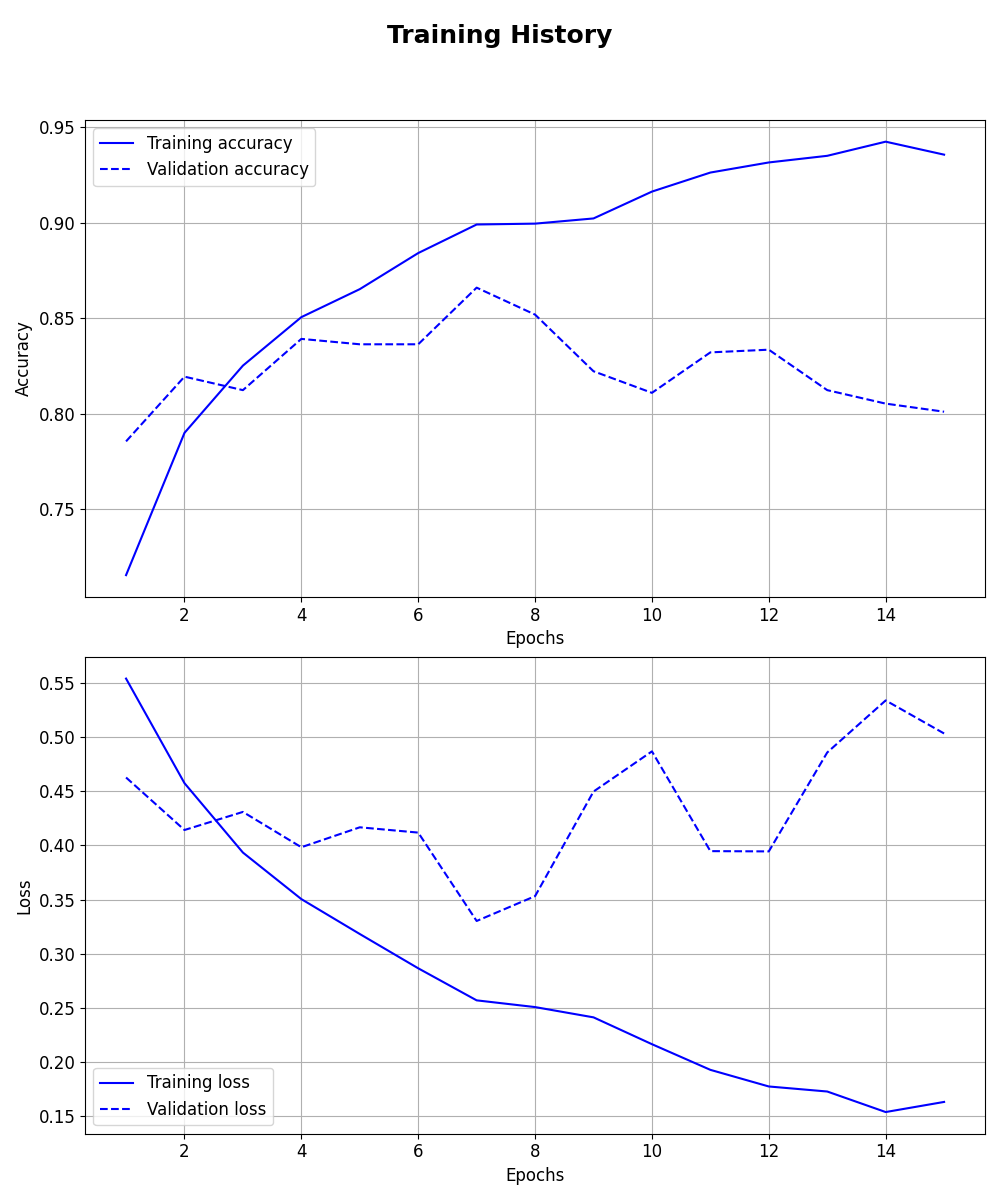 Training History
0.95
0.90
0.85
0.80
0.75
Accuracy
Training accuracy
Validation accuracy
2 4 6 8 10 12 14
Epochs
0.55
0.50
0.45
0.40
0.35
0.30
0.25
0.20
0.15
Loss
Training loss
Validation loss
2 4 6 8 10 12 14
Epochs